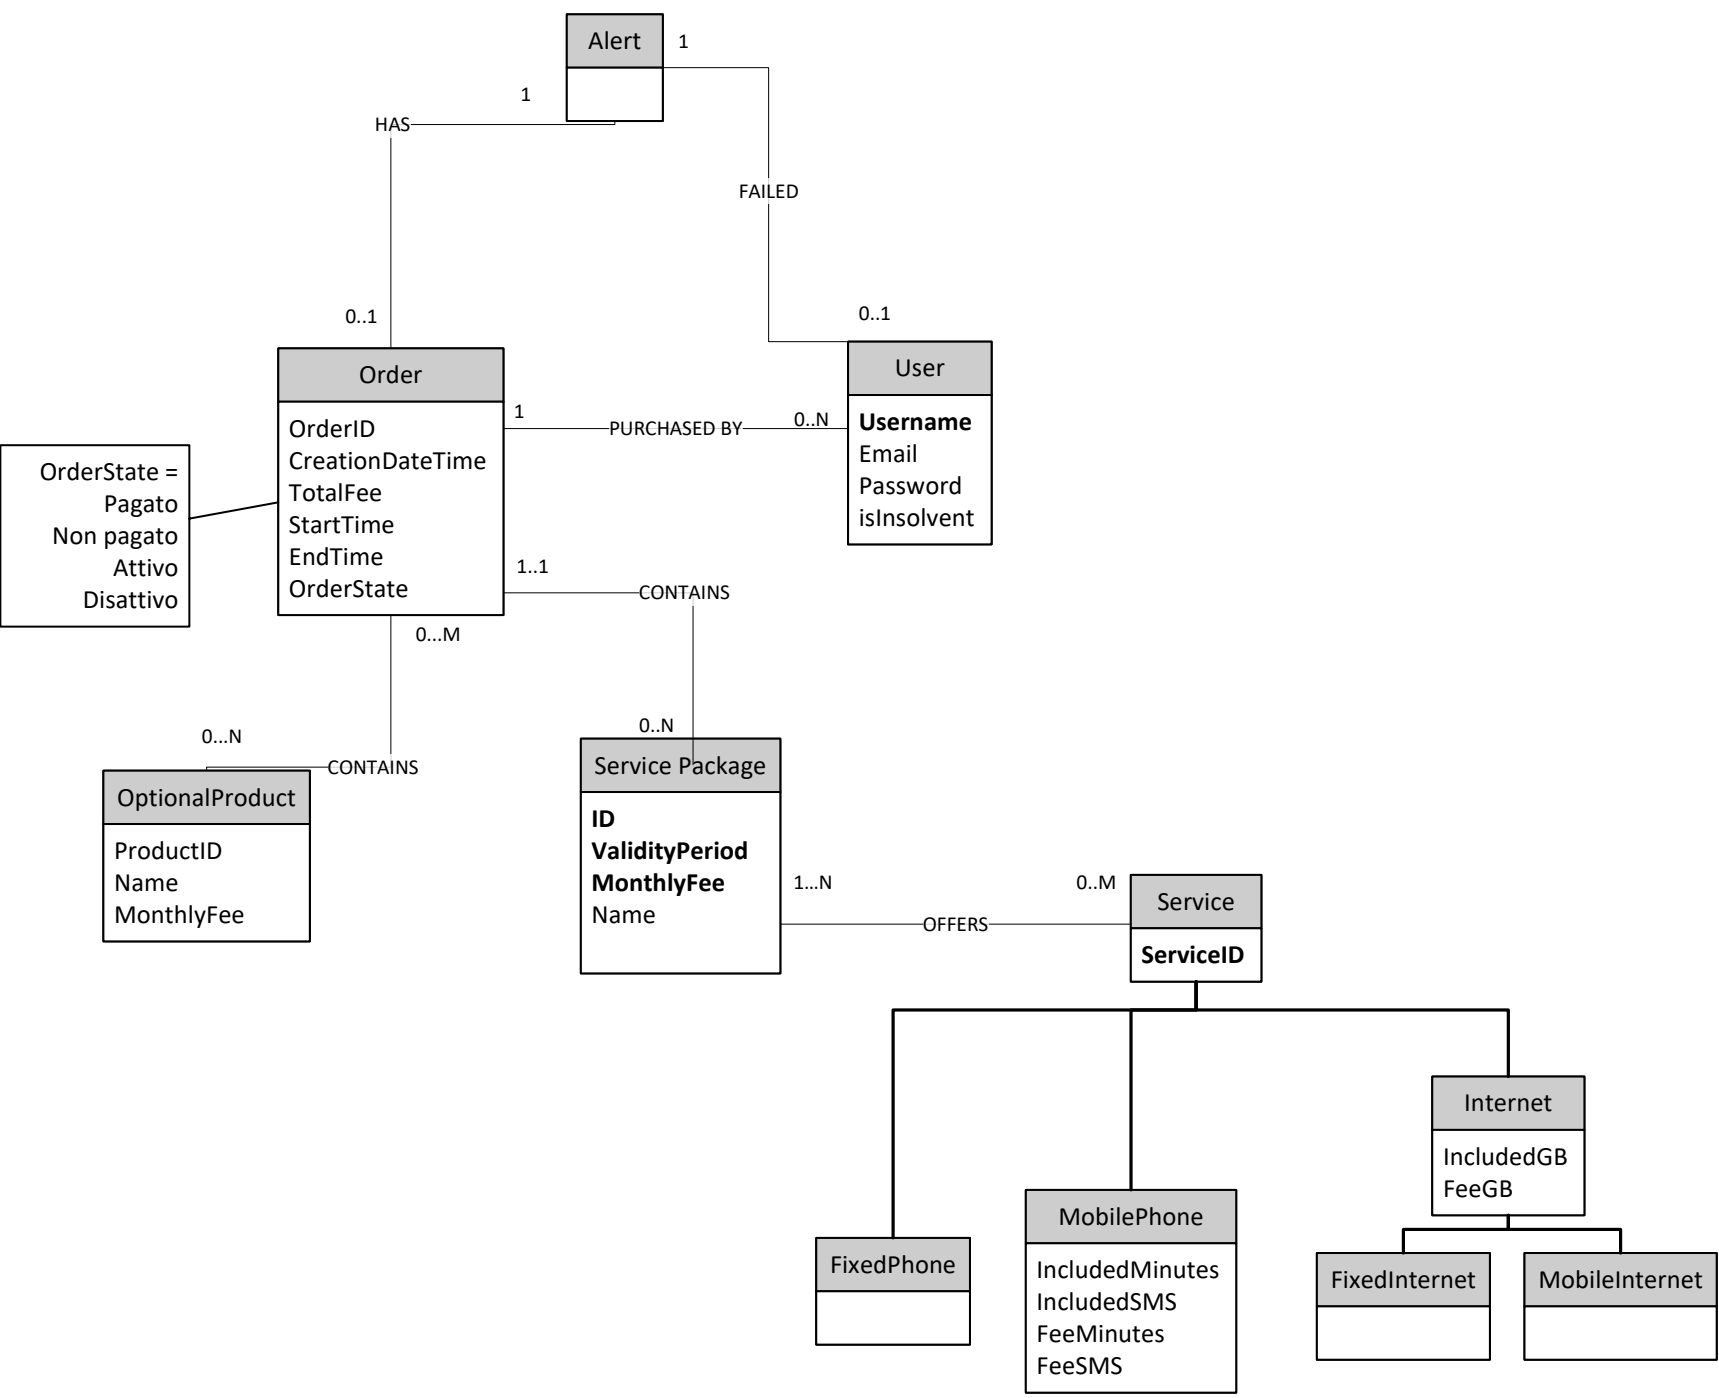 Alert
1
1
HAS
FAILED
0..1
0..1
Order
OrderID
CreationDateTime
TotalFee
StartTime
EndTime
OrderState
User
Username
Email
Password
isInsolvent
1
PURCHASED BY
0..N
OrderState =
Pagato
Non pagato
Attivo
Disattivo
1..1
CONTAINS
0...M
0...N
CONTAINS
0..N
OptionalProduct
ProductID
Name
MonthlyFee
Service Package
ID
ValidityPeriod
MonthlyFee
Name
1...N
OFFERS
0..M
Service
ServiceID
Internet
IncludedGB
FeeGB
FixedPhone
MobilePhone
IncludedMinutes
IncludedSMS
FeeMinutes
FeeSMS
FixedInternet
MobileInternet